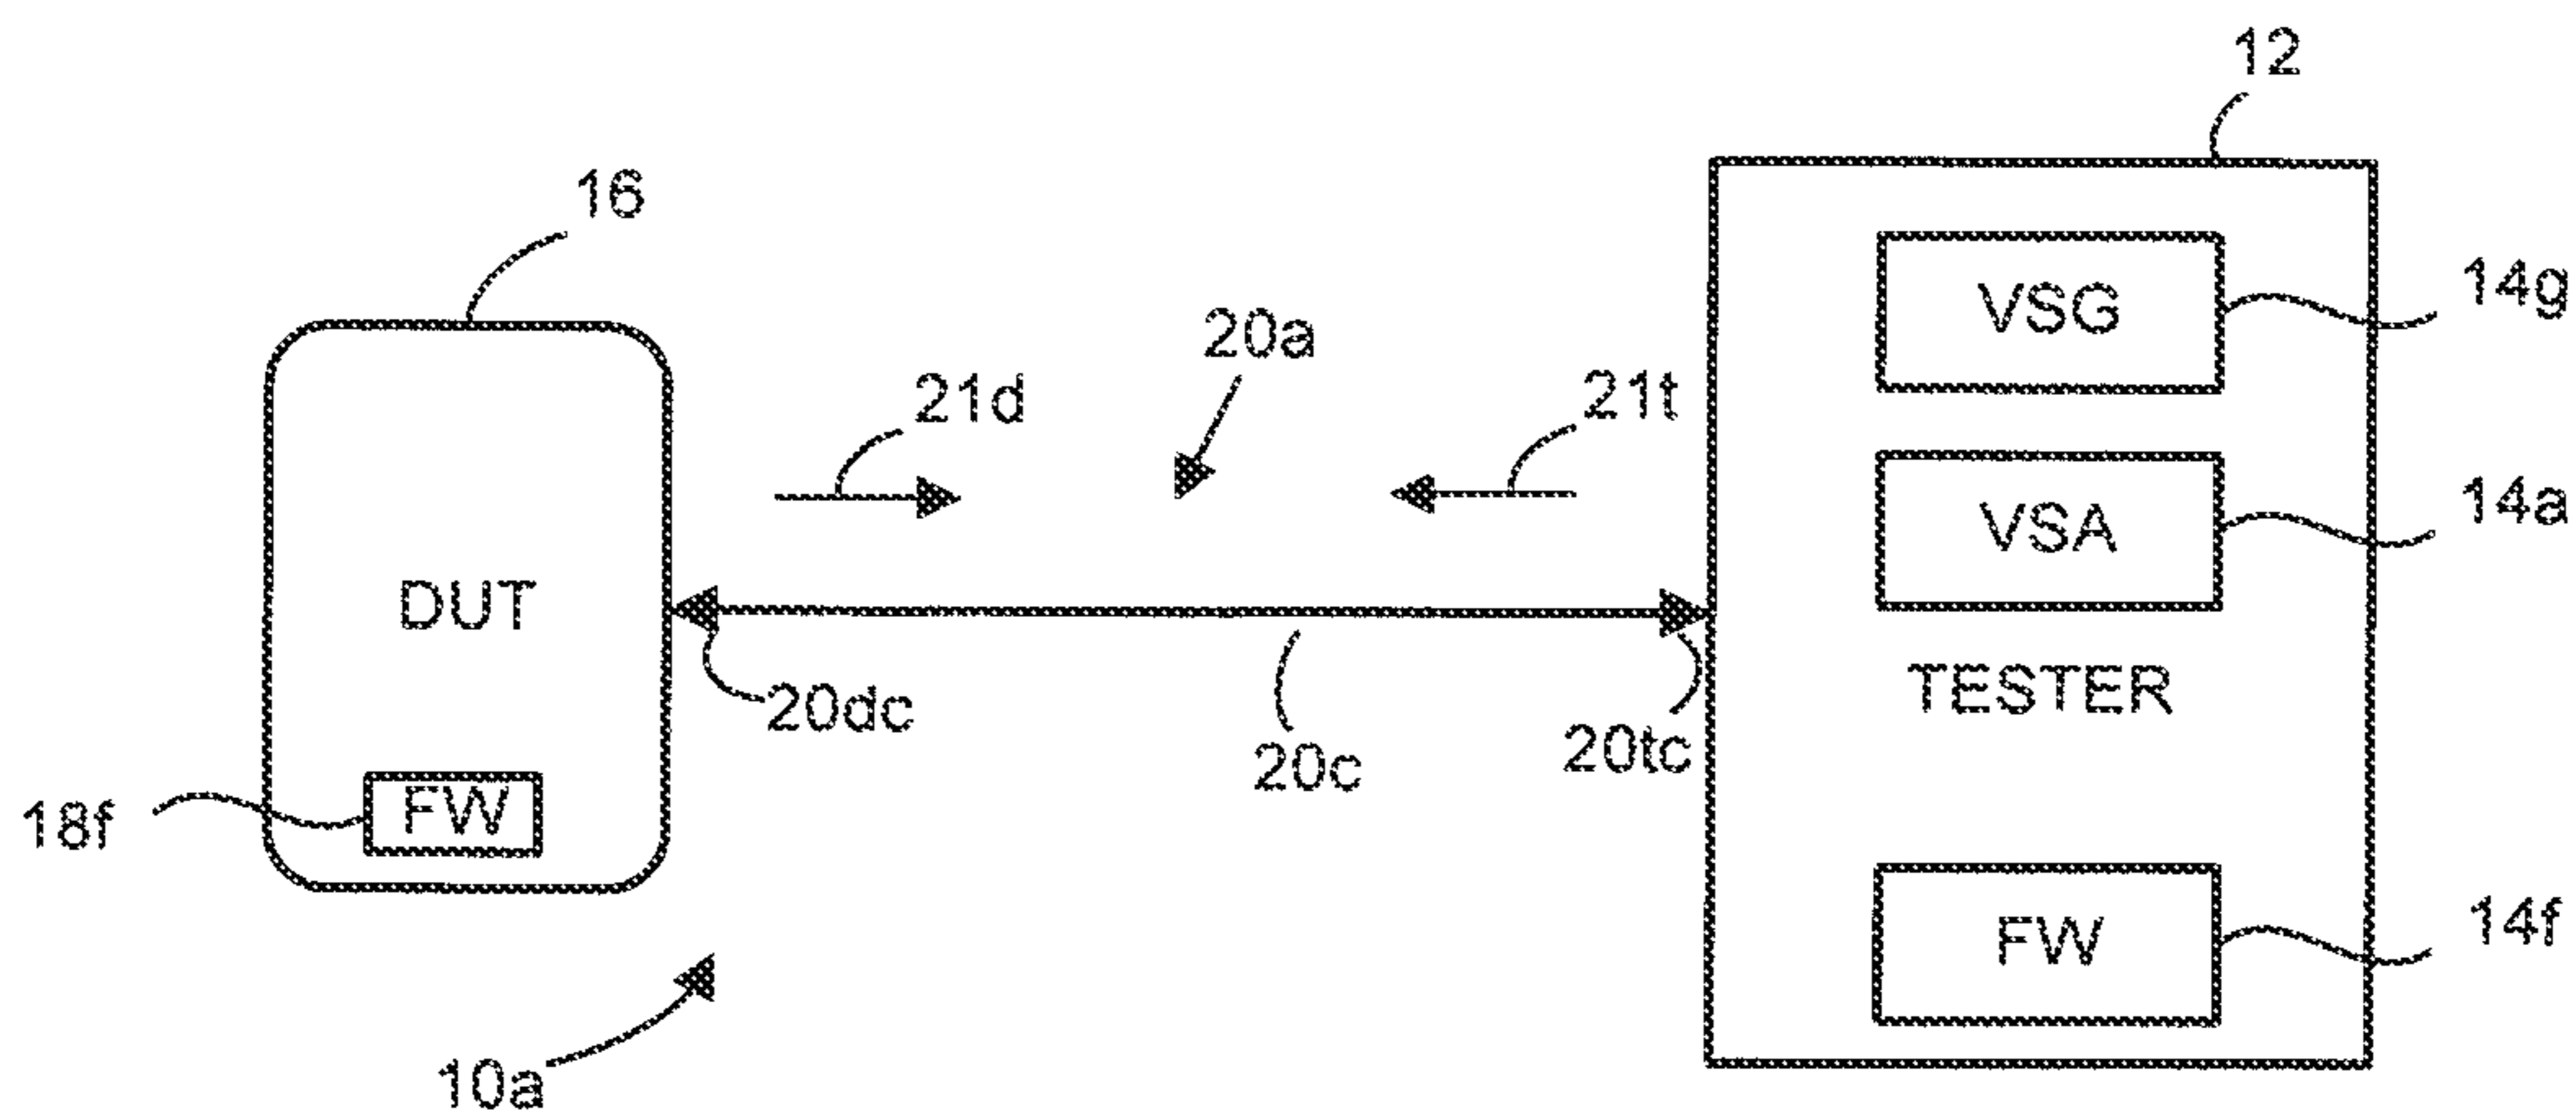 12
16
VSG
14g
20a
21d
21t
VSA
14a
DUT
TESTER
20dc
20c
20tc
FW
18f
FW
14f
10a